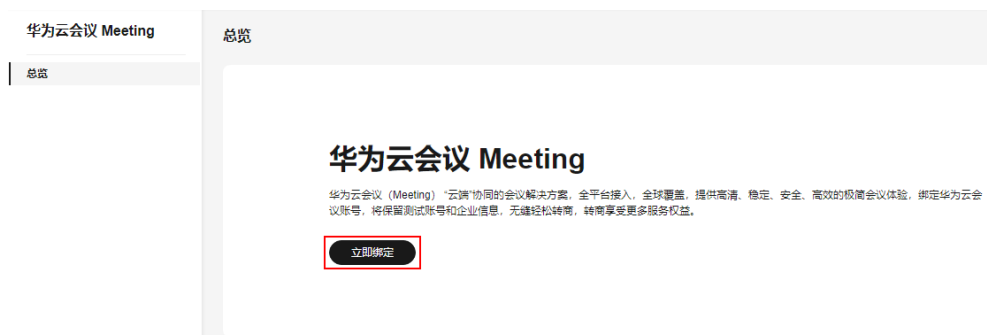 华为云会议 Meeting
总览
总览
华为云会议 Meeting
华为云会议（Meeting）“云端”协同的会议解决方案，全平台接入，全球覆盖，提供高清、稳定、安全、高效的极简会议体验，绑定华为云会
议账号，将保留测试账号和企业信息，无缝轻松转商，转商享受更多服务权益。
立即绑定